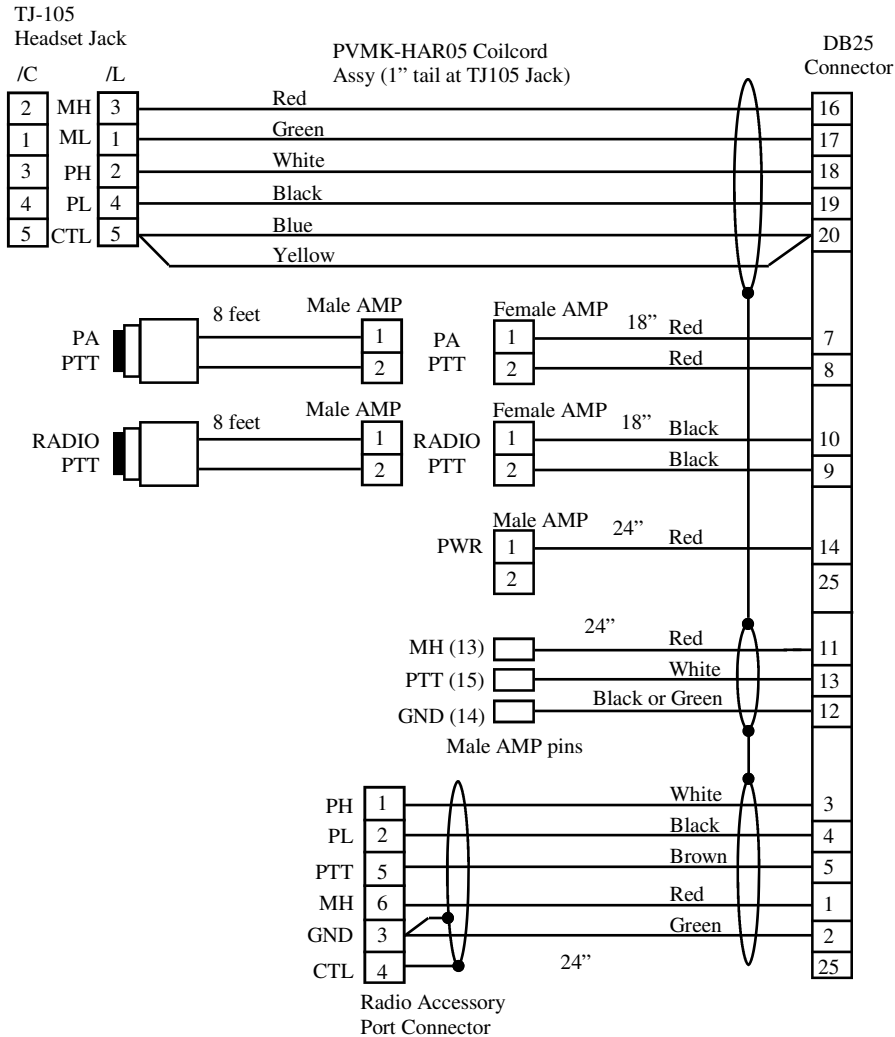 TJ-105
Headset Jack
PVMK-HAR05 Coilcord
Assy (1” tail at TJ105 Jack)
DB25
Connector
/C /L
2 MH 3 Red 16
1 ML 1 Green 17
3 PH 2 White 18
4 PL 4 Black 19
5 CTL 5 Blue 20
Yellow
8 feet Male AMP Female AMP 18” Red
PA 1 PA 1 7
PTT 2 PTT 2 Red 8
8 feet Male AMP Female AMP 18” Black
RADIO 1 RADIO 1 10
PTT 2 PTT 2 Black 9
Male AMP 24” Red
PWR 1 14
2 25
24”
MH (13) Red 11
PTT (15) White 13
GND (14) Black or Green 12
Male AMP pins
PH 1 White 3
PL 2 Black 4
PTT 5 Brown 5
MH 6 Red 1
GND 3 Green 2
CTL 4 24” 25
Radio Accessory
Port Connector